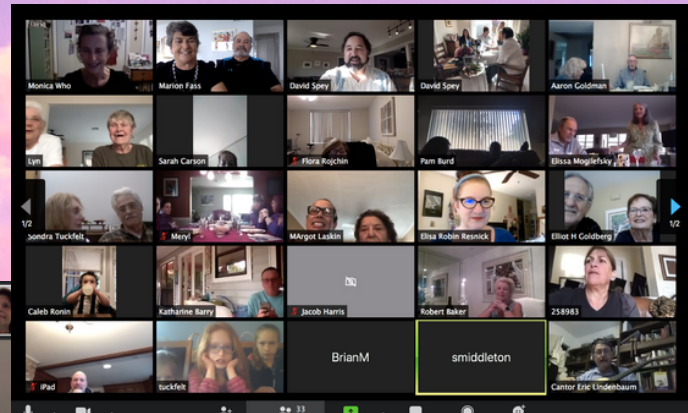 Monica Who
Marion Fass
David Spey
David Spey
Aaron Goldman
Lyn
Sarah Carson
Flora Rojchin
Pam Burd
Elissa Mogilefsky
1/2
Sondra Tuckfelt
Meryl
MArgot Laskin
Elisa Robin Resnick
Elliot H Goldberg
1/2
Caleb Ronin
Katharine Barry
Jacob Harris
Robert Baker
258983
iPad
tuckfelt
BrianM
smiddleton
Cantor Eric Lindenbaum
33